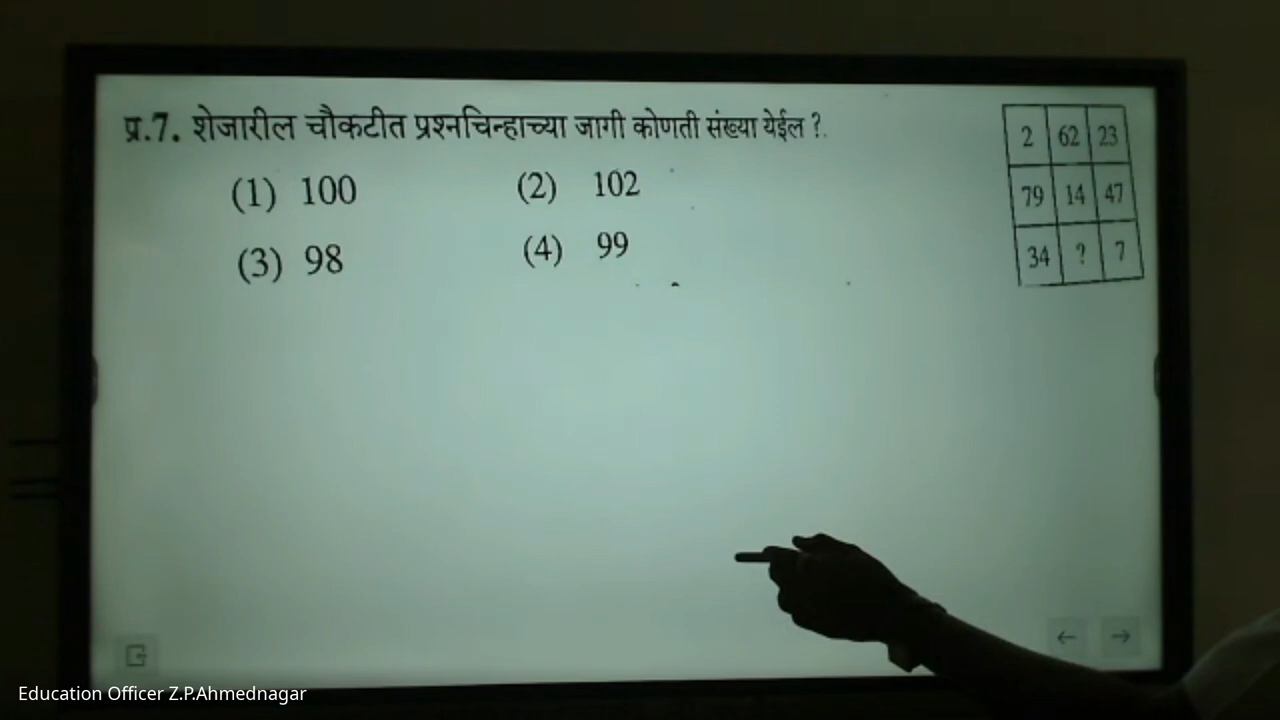 प्र.7. शेजारील चौकटीत प्रश्नचिन्हाच्या जागी कोणती संख्या येईल ?.
(1) 100 (2) 102
(3) 98 (4) 99
2 62 23
79 14 47
34 ? 7
Education Officer Z.P.Ahmednagar